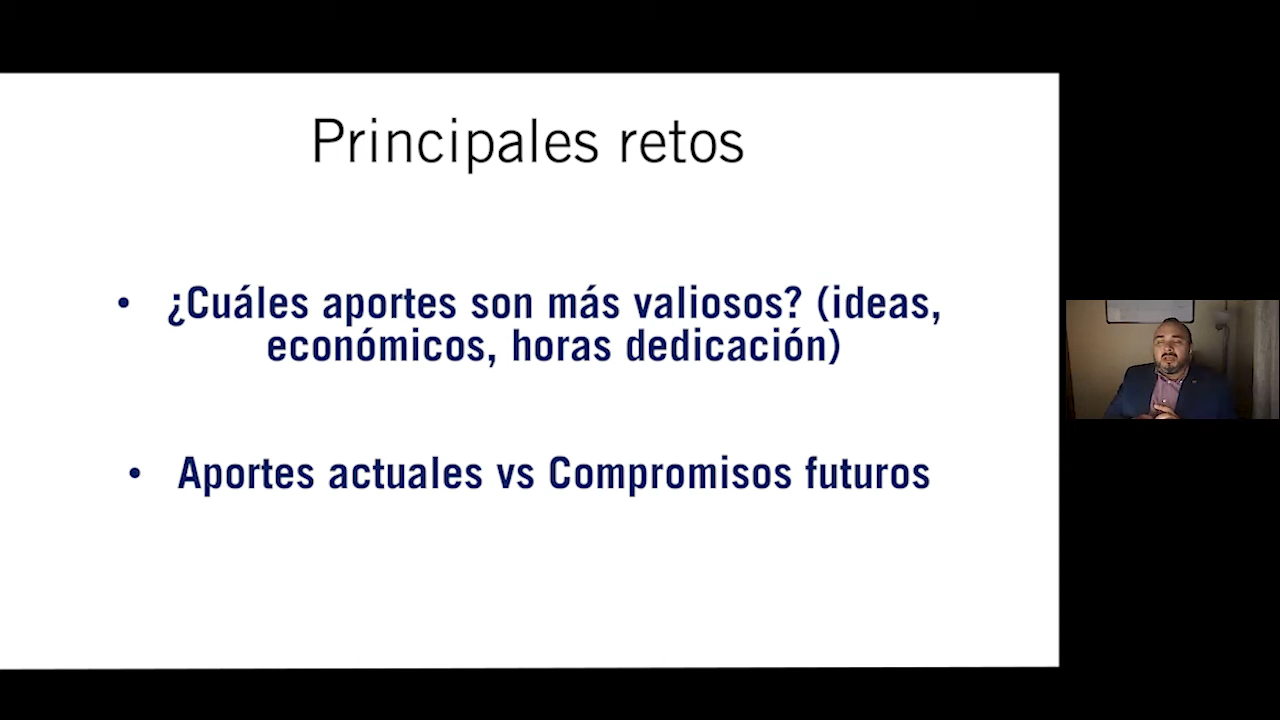 Principales retos
• ¿Cuáles aportes son más valiosos? (ideas,
económicos, horas dedicación)
• Aportes actuales vs Compromisos futuros